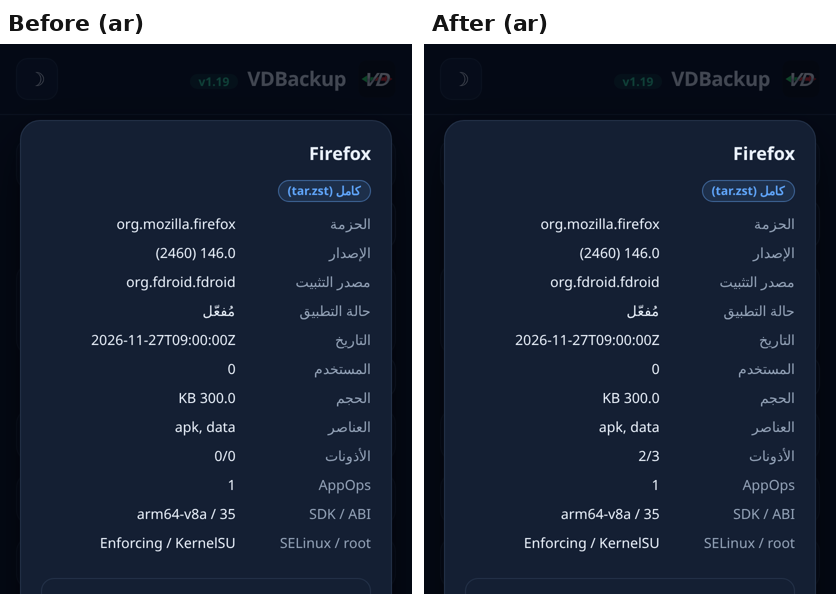 Before (ar)
VDBackup v1.19
VD
Firefox
كامل (tar.zst)
الحزمة org.mozilla.firefox
الإصدار 146.0 (2460)
مصدر التثبيت org.fdroid.fdroid
حالة التطبيق مُفعّل
التاريخ 2026-11-27T09:00:00Z
المستخدم 0
الحجم 300.0 KB
العناصر apk, data
الأذونات 0/0
AppOps 1
SDK / ABI 35 / arm64-v8a
SELinux / root Enforcing / KernelSU
After (ar)
VDBackup v1.19
VD
Firefox
كامل (tar.zst)
الحزمة org.mozilla.firefox
الإصدار 146.0 (2460)
مصدر التثبيت org.fdroid.fdroid
حالة التطبيق مُفعّل
التاريخ 2026-11-27T09:00:00Z
المستخدم 0
الحجم 300.0 KB
العناصر apk, data
الأذونات 2/3
AppOps 1
SDK / ABI 35 / arm64-v8a
SELinux / root Enforcing / KernelSU